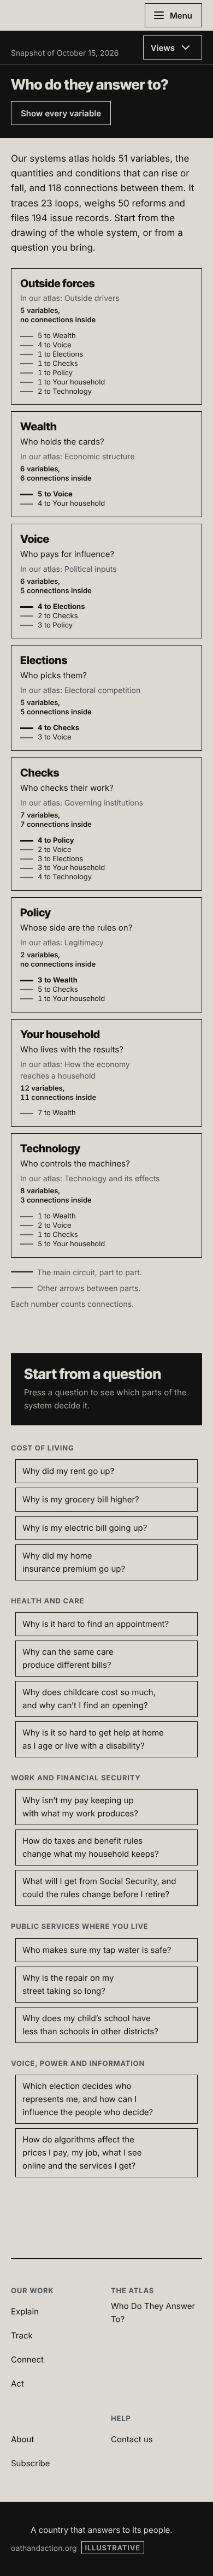 Menu
Snapshot of October 15, 2026
Views
Who do they answer to?
Show every variable
Our systems atlas holds 51 variables, the
quantities and conditions that can rise or
fall, and 118 connections between them. It
traces 23 loops, weighs 50 reforms and
files 194 issue records. Start from the
drawing of the whole system, or from a
question you bring.
Outside forces
In our atlas: Outside drivers
5 variables,
no connections inside
5 to Wealth
4 to Voice
1 to Elections
1 to Checks
1 to Policy
1 to Your household
2 to Technology
Wealth
Who holds the cards?
In our atlas: Economic structure
6 variables,
6 connections inside
5 to Voice
4 to Your household
Voice
Who pays for influence?
In our atlas: Political inputs
6 variables,
5 connections inside
4 to Elections
2 to Checks
3 to Policy
Elections
Who picks them?
In our atlas: Electoral competition
5 variables,
5 connections inside
4 to Checks
3 to Voice
Checks
Who checks their work?
In our atlas: Governing institutions
7 variables,
7 connections inside
4 to Policy
2 to Voice
3 to Elections
3 to Your household
4 to Technology
Policy
Whose side are the rules on?
In our atlas: Legitimacy
2 variables,
no connections inside
3 to Wealth
5 to Checks
1 to Your household
Your household
Who lives with the results?
In our atlas: How the economy
reaches a household
12 variables,
11 connections inside
7 to Wealth
Technology
Who controls the machines?
In our atlas: Technology and its effects
8 variables,
3 connections inside
1 to Wealth
2 to Voice
1 to Checks
5 to Your household
The main circuit, part to part.
Other arrows between parts.
Each number counts connections.
Start from a question
Press a question to see which parts of the
system decide it.
COST OF LIVING
Why did my rent go up?
Why is my grocery bill higher?
Why is my electric bill going up?
Why did my home
insurance premium go up?
HEALTH AND CARE
Why is it hard to find an appointment?
Why can the same care
produce different bills?
Why does childcare cost so much,
and why can't I find an opening?
Why is it so hard to get help at home
as I age or live with a disability?
WORK AND FINANCIAL SECURITY
Why isn't my pay keeping up
with what my work produces?
How do taxes and benefit rules
change what my household keeps?
What will I get from Social Security, and
could the rules change before I retire?
PUBLIC SERVICES WHERE YOU LIVE
Who makes sure my tap water is safe?
Why is the repair on my
street taking so long?
Why does my child's school have
less than schools in other districts?
VOICE, POWER AND INFORMATION
Which election decides who
represents me, and how can I
influence the people who decide?
How do algorithms affect the
prices I pay, my job, what I see
online and the services I get?
OUR WORK
Explain
Track
Connect
Act
THE ATLAS
Who Do They Answer
To?
About
Subscribe
HELP
Contact us
A country that answers to its people.
oathandaction.org ILLUSTRATIVE